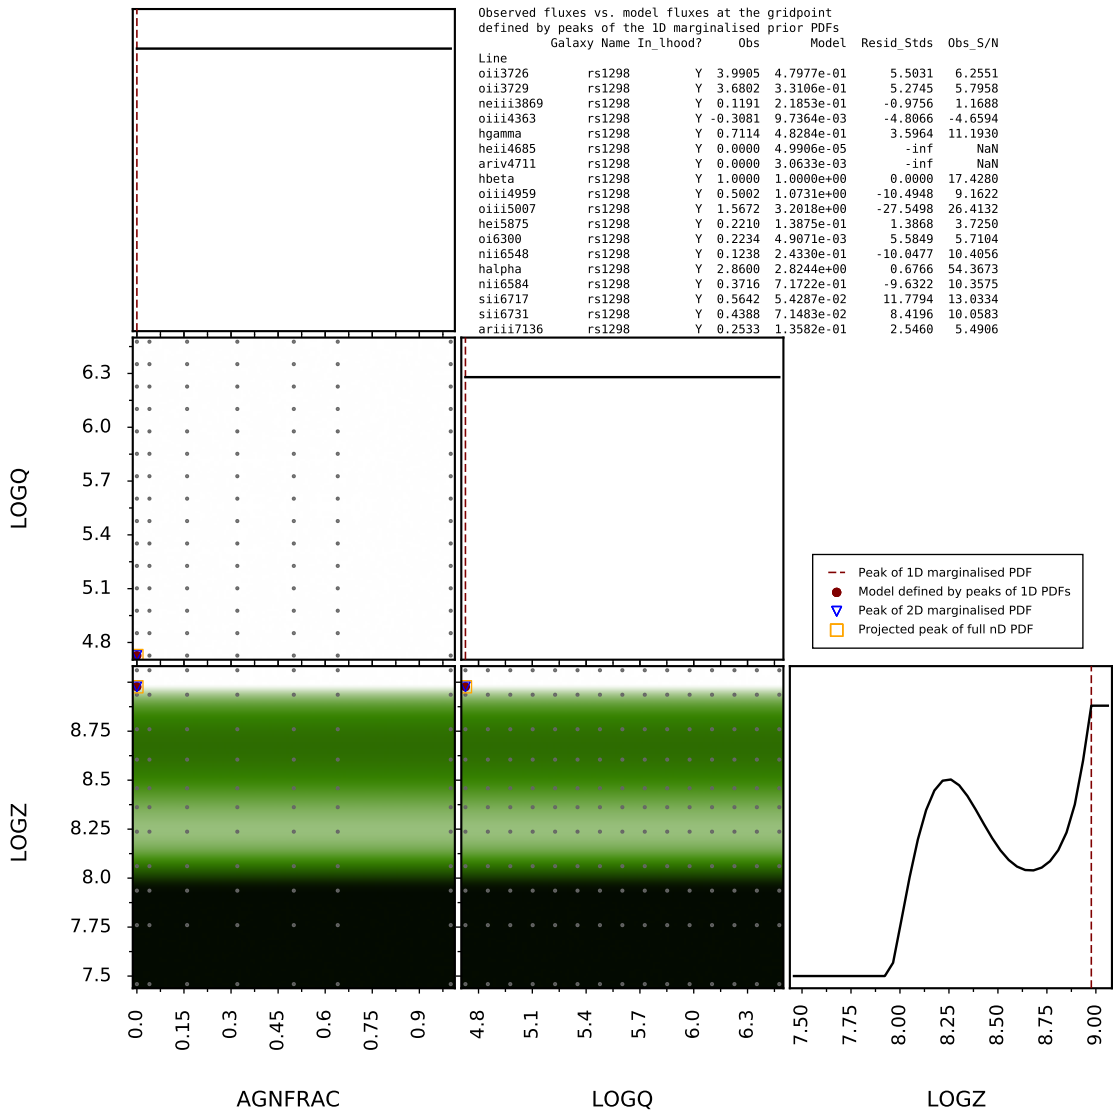 Observed fluxes vs. model fluxes at the gridpoint
defined by peaks of the 1D marginalised prior PDFs
Galaxy Name In_lhood? Obs Model Resid_Stds Obs_S/N
Line
oii3726 rs1298 Y 3.9905 4.7977e-01 5.5031 6.2551
oii3729 rs1298 Y 3.6802 3.3106e-01 5.2745 5.7958
neiii3869 rs1298 Y 0.1191 2.1853e-01 -0.9756 1.1688
oiii4363 rs1298 Y -0.3081 9.7364e-03 -4.8066 -4.6594
hgamma rs1298 Y 0.7114 4.8284e-01 3.5964 11.1930
heii4685 rs1298 Y 0.0000 4.9906e-05 -inf NaN
ariv4711 rs1298 Y 0.0000 3.0633e-03 -inf NaN
hbeta rs1298 Y 1.0000 1.0000e+00 0.0000 17.4280
oiii4959 rs1298 Y 0.5002 1.0731e+00 -10.4948 9.1622
oiii5007 rs1298 Y 1.5672 3.2018e+00 -27.5498 26.4132
hei5875 rs1298 Y 0.2210 1.3875e-01 1.3868 3.7250
oi6300 rs1298 Y 0.2234 4.9071e-03 5.5849 5.7104
nii6548 rs1298 Y 0.1238 2.4330e-01 -10.0477 10.4056
halpha rs1298 Y 2.8600 2.8244e+00 0.6766 54.3673
nii6584 rs1298 Y 0.3716 7.1722e-01 -9.6322 10.3575
sii6717 rs1298 Y 0.5642 5.4287e-02 11.7794 13.0334
sii6731 rs1298 Y 0.4388 7.1483e-02 8.4196 10.0583
ariii7136 rs1298 Y 0.2533 1.3582e-01 2.5460 5.4906
6.3
6.0
5.7
5.4
5.1
4.8
LOGQ
Peak of 1D marginalised PDF
Model defined by peaks of 1D PDFs
Peak of 2D marginalised PDF
Projected peak of full nD PDF
8.75
8.5
8.25
8.0
7.75
7.5
LOGZ
0.0 0.15 0.3 0.45 0.6 0.75 0.9
4.8 5.1 5.4 5.7 6.0 6.3
7.50 7.75 8.00 8.25 8.50 8.75 9.00
AGNFRAC LOGQ LOGZ